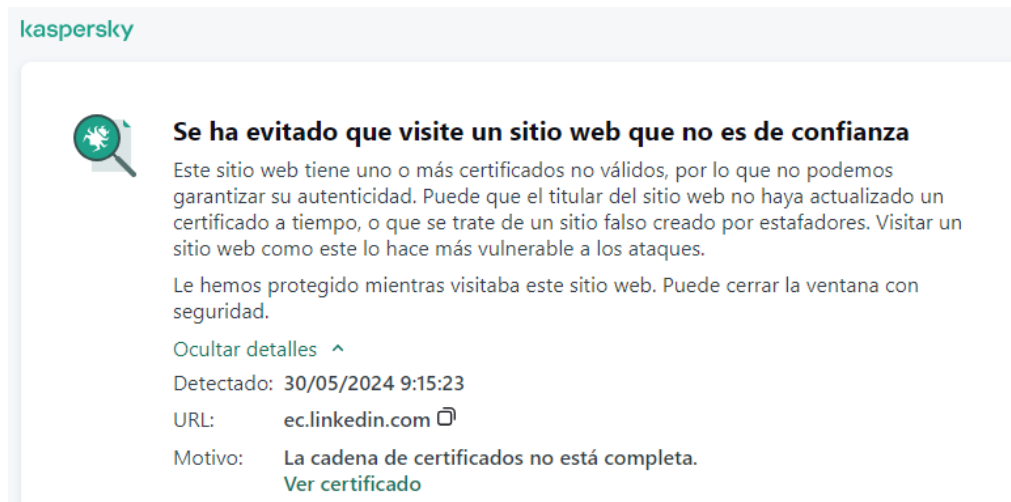 kaspersky
Se ha evitado que visite un sitio web que no es de confianza
Este sitio web tiene uno o más certificados no válidos, por lo que no podemos
garantizar su autenticidad. Puede que el titular del sitio web no haya actualizado un
certificado a tiempo, o que se trate de un sitio falso creado por estafadores. Visitar un
sitio web como este lo hace más vulnerable a los ataques.
Le hemos protegido mientras visitaba este sitio web. Puede cerrar la ventana con
seguridad.
Ocultar detalles
Detectado: 30/05/2024 9:15:23
URL: ec.linkedin.com
Motivo: La cadena de certificados no está completa.
Ver certificado